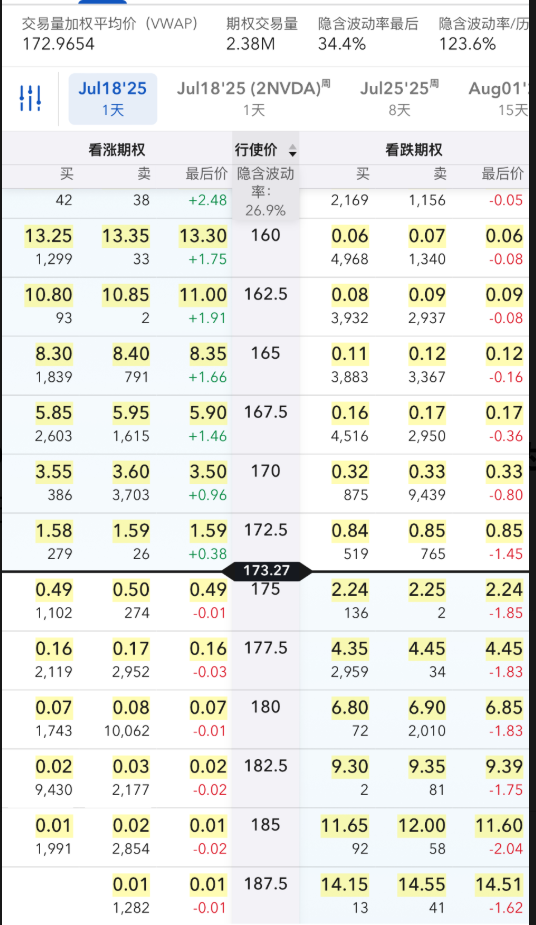 交易量加权平均价（VWAP） 期权交易量 隐含波动率最后 隐含波动率/历
172.9654 2.38M 34.4% 123.6%
Jul18'25 Jul18'25 (2NVDA)周 Jul25'25周 Aug01'2
1天 1天 8天 15天
看涨期权 行使价 看跌期权
买 卖 最后价 隐含波动率: 26.9% 买 卖 最后价
42 38 +2.48 2,169 1,156 -0.05
13.25 13.35 13.30 160 0.06 0.07 0.06
1,299 33 +1.75 4,968 1,340 -0.08
10.80 10.85 11.00 162.5 0.08 0.09 0.09
93 2 +1.91 3,932 2,937 -0.08
8.30 8.40 8.35 165 0.11 0.12 0.12
1,839 791 +1.66 3,883 3,367 -0.16
5.85 5.95 5.90 167.5 0.16 0.17 0.17
2,603 1,615 +1.46 4,516 2,950 -0.36
3.55 3.60 3.50 170 0.32 0.33 0.33
386 3,703 +0.96 875 9,439 -0.80
1.58 1.59 1.59 172.5 0.84 0.85 0.85
279 26 +0.38 519 765 -1.45
173.27
0.49 0.50 0.49 175 2.24 2.25 2.24
1,102 274 -0.01 136 2 -1.85
0.16 0.17 0.16 177.5 4.35 4.45 4.45
2,119 2,952 -0.03 2,959 34 -1.83
0.07 0.08 0.07 180 6.80 6.90 6.85
1,743 10,062 -0.01 72 2,010 -1.83
0.02 0.03 0.02 182.5 9.30 9.35 9.39
9,430 2,177 -0.02 2 81 -1.75
0.01 0.02 0.01 185 11.65 12.00 11.60
1,991 2,854 -0.02 92 58 -2.04
0.01 0.01 187.5 14.15 14.55 14.51
1,282 -0.01 13 41 -1.62